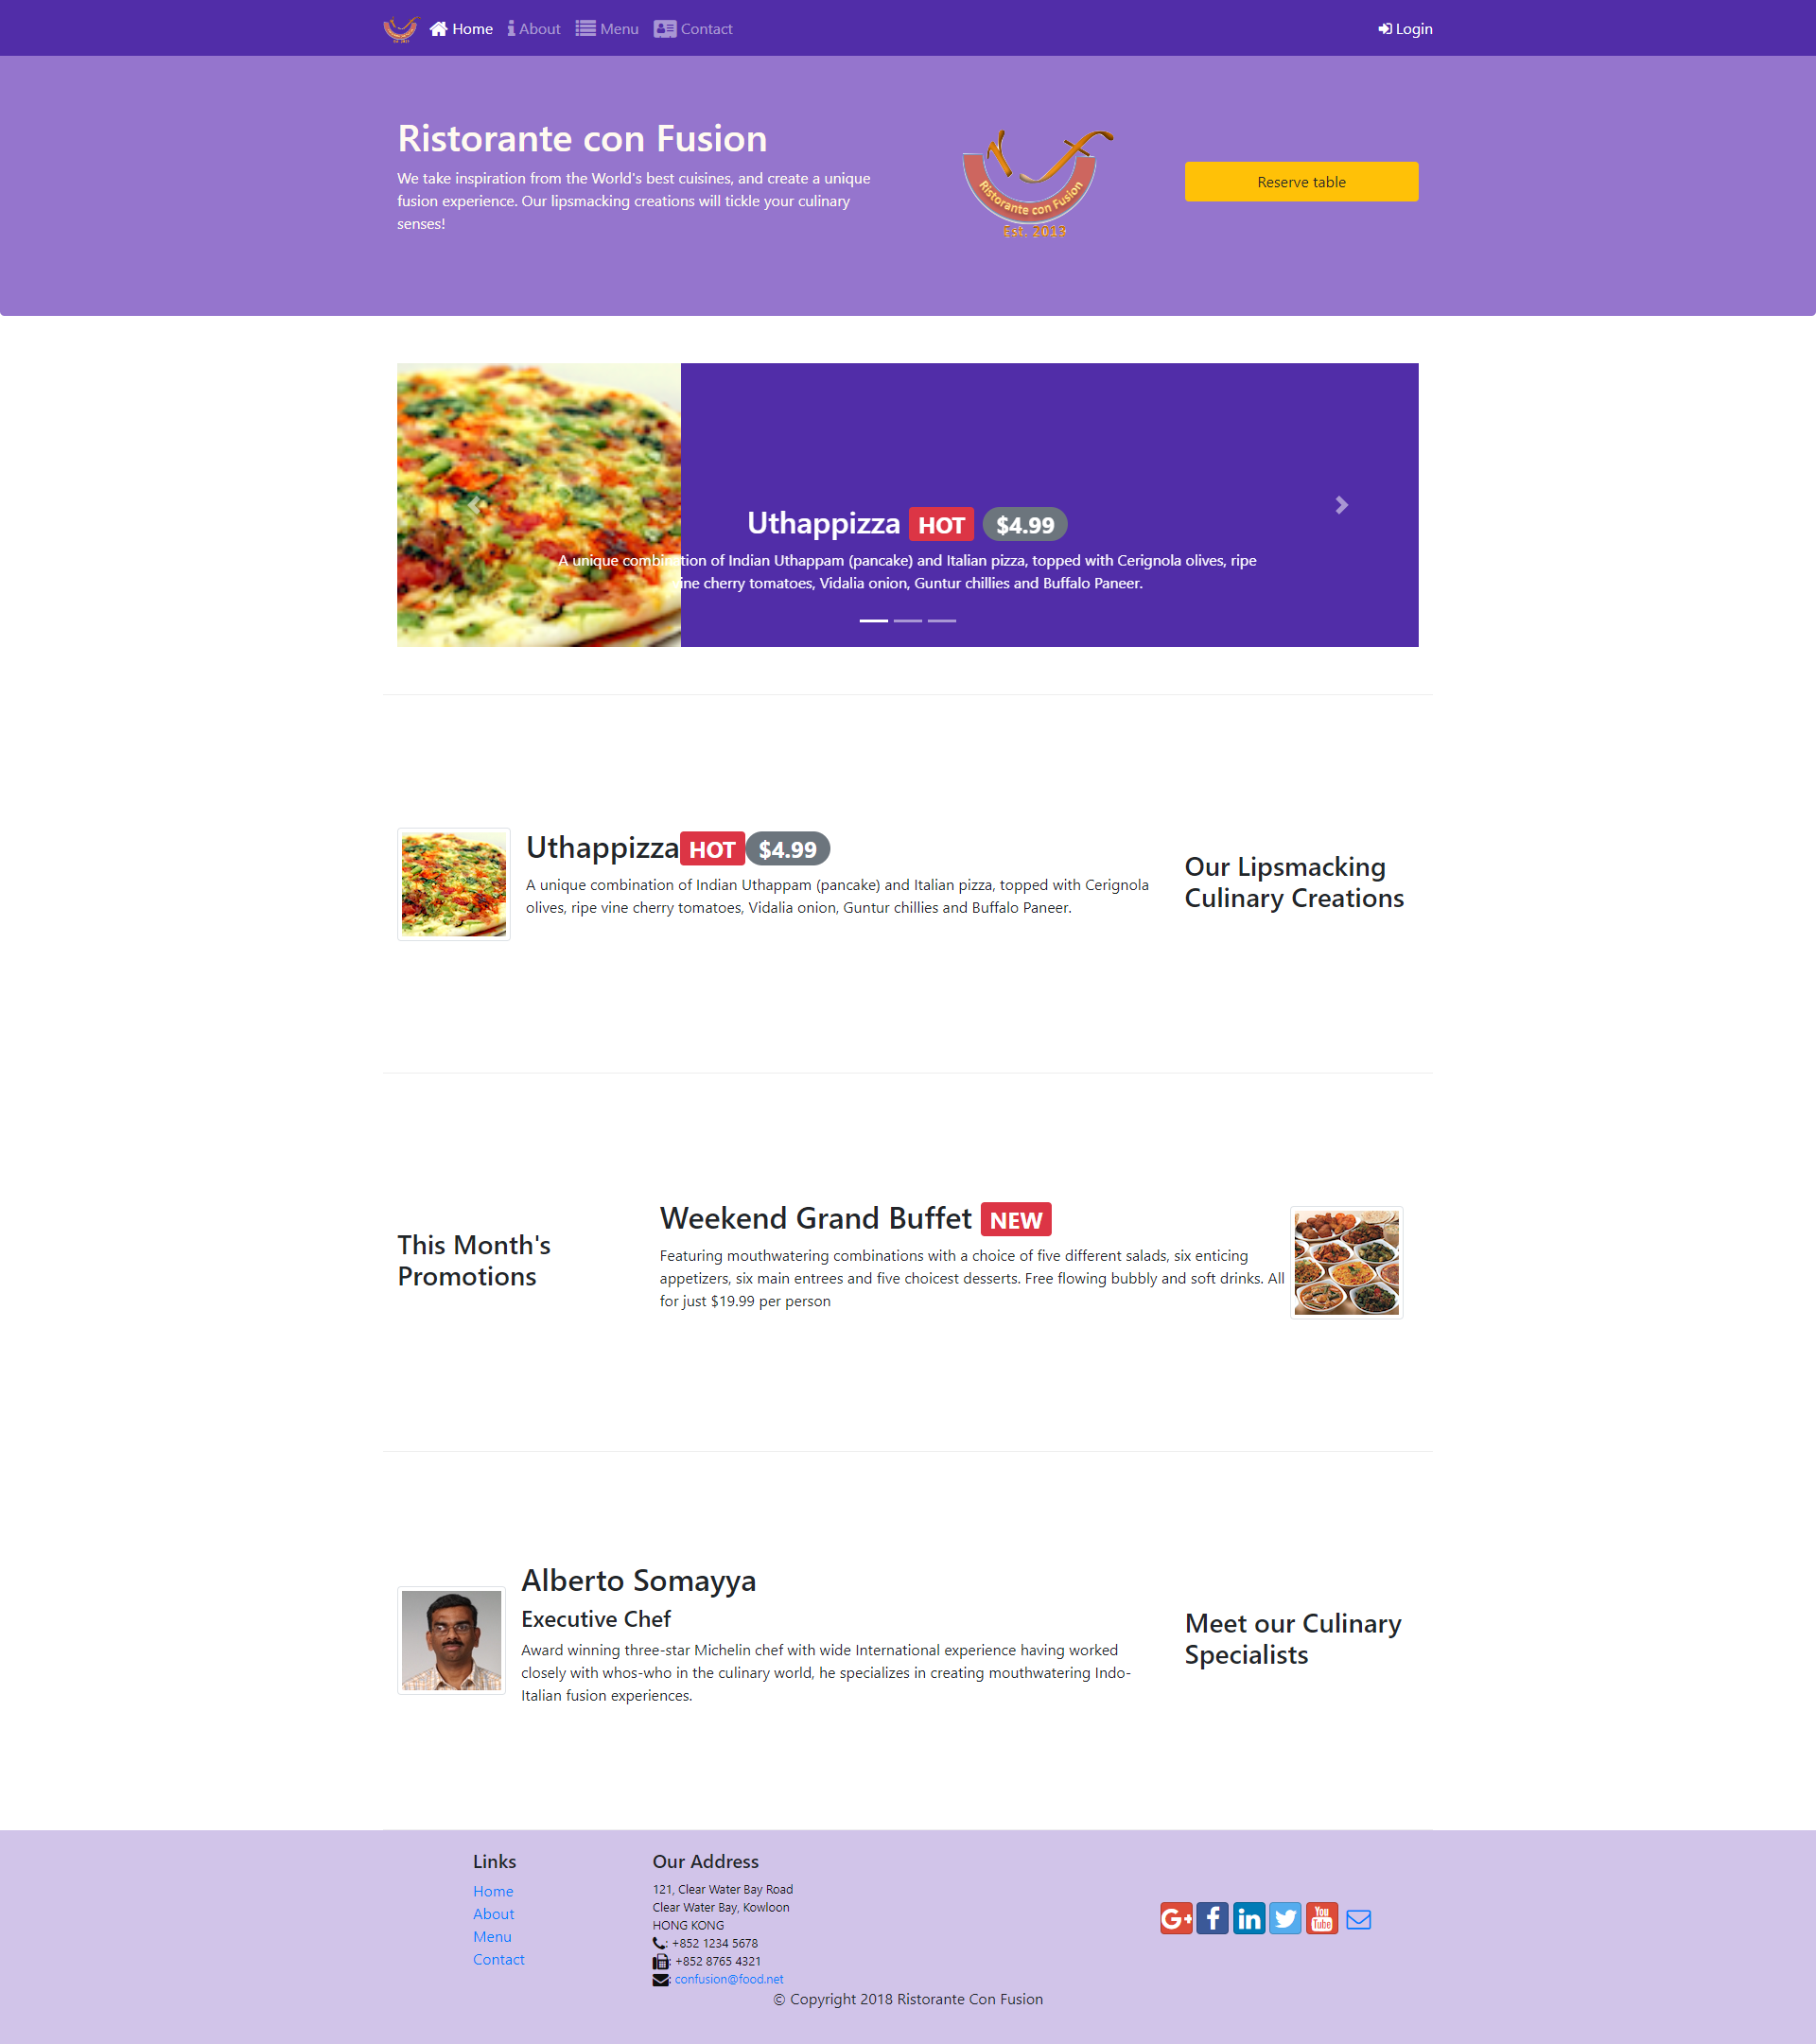 Home About Menu Contact Login
Ristorante con Fusion
We take inspiration from the World's best cuisines, and create a unique
fusion experience. Our lipsmacking creations will tickle your culinary
senses!
Ristorante con Fusion
Est. 2013
Reserve table
Uthappizza HOT $4.99
A unique combination of Indian Uthappam (pancake) and Italian pizza, topped with Cerignola olives, ripe
ine cherry tomatoes, Vidalia onion, Guntur chillies and Buffalo Paneer.
Uthappizza HOT $4.99
A unique combination of Indian Uthappam (pancake) and Italian pizza, topped with Cerignola
olives, ripe vine cherry tomatoes, Vidalia onion, Guntur chillies and Buffalo Paneer.
Our Lipsmacking
Culinary Creations
This Month's
Promotions
Weekend Grand Buffet NEW
Featuring mouthwatering combinations with a choice of five different salads, six enticing
appetizers, six main entrees and five choicest desserts. Free flowing bubbly and soft drinks. All
for just $19.99 per person
Alberto Somayya
Executive Chef
Award winning three-star Michelin chef with wide International experience having worked
closely with whos-who in the culinary world, he specializes in creating mouthwatering Indo-
Italian fusion experiences.
Meet our Culinary
Specialists
Links
Home
About
Menu
Contact
Our Address
121, Clear Water Bay Road
Clear Water Bay, Kowloon
HONG KONG
: +852 1234 5678
: +852 8765 4321
: confusion@food.net
G+ f in You Tube
© Copyright 2018 Ristorante Con Fusion